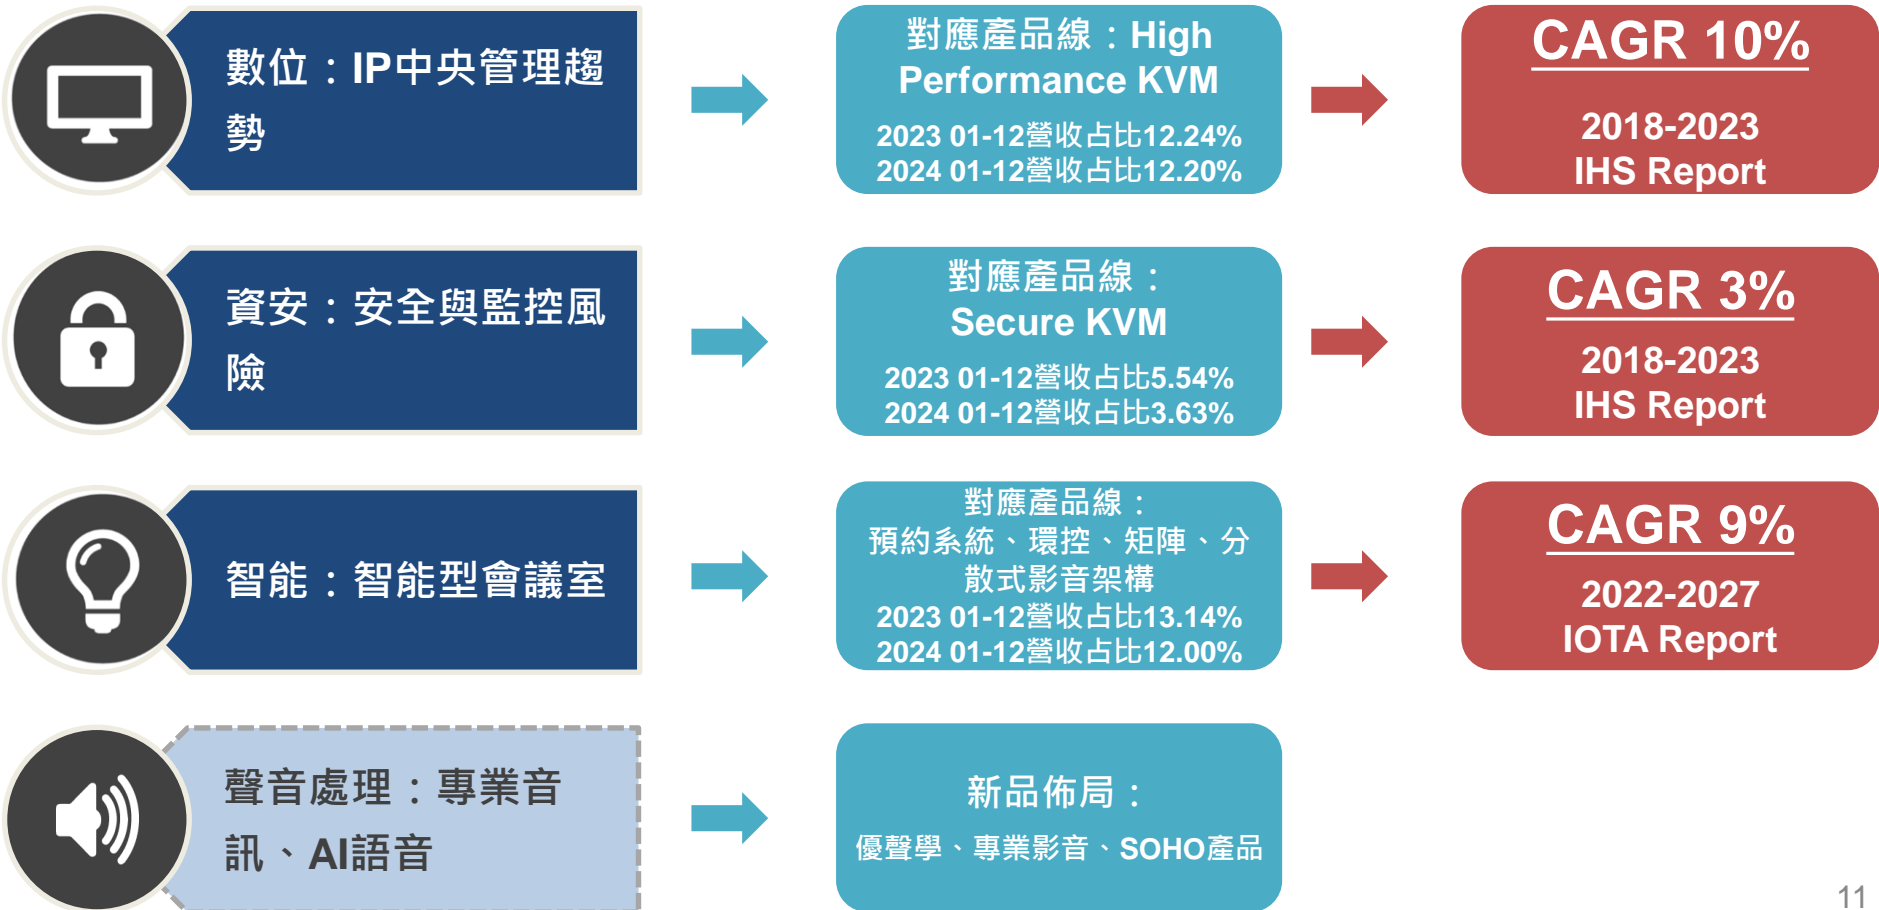 數位：IP中央管理趨
勢
對應產品線：High
Performance KVM
2023 01-12營收占比12.24%
2024 01-12營收占比12.20%
CAGR 10%
2018-2023
IHS Report
資安：安全與監控風
險
對應產品線：
Secure KVM
2023 01-12營收占比5.54%
2024 01-12營收占比3.63%
CAGR 3%
2018-2023
IHS Report
智能：智能型會議室
對應產品線：
預約系統、環控、矩陣、分
散式影音架構
2023 01-12營收占比13.14%
2024 01-12營收占比12.00%
CAGR 9%
2022-2027
IOTA Report
聲音處理：專業音
訊、AI語音
新品佈局：
優聲學、專業影音、SOHO產品
11